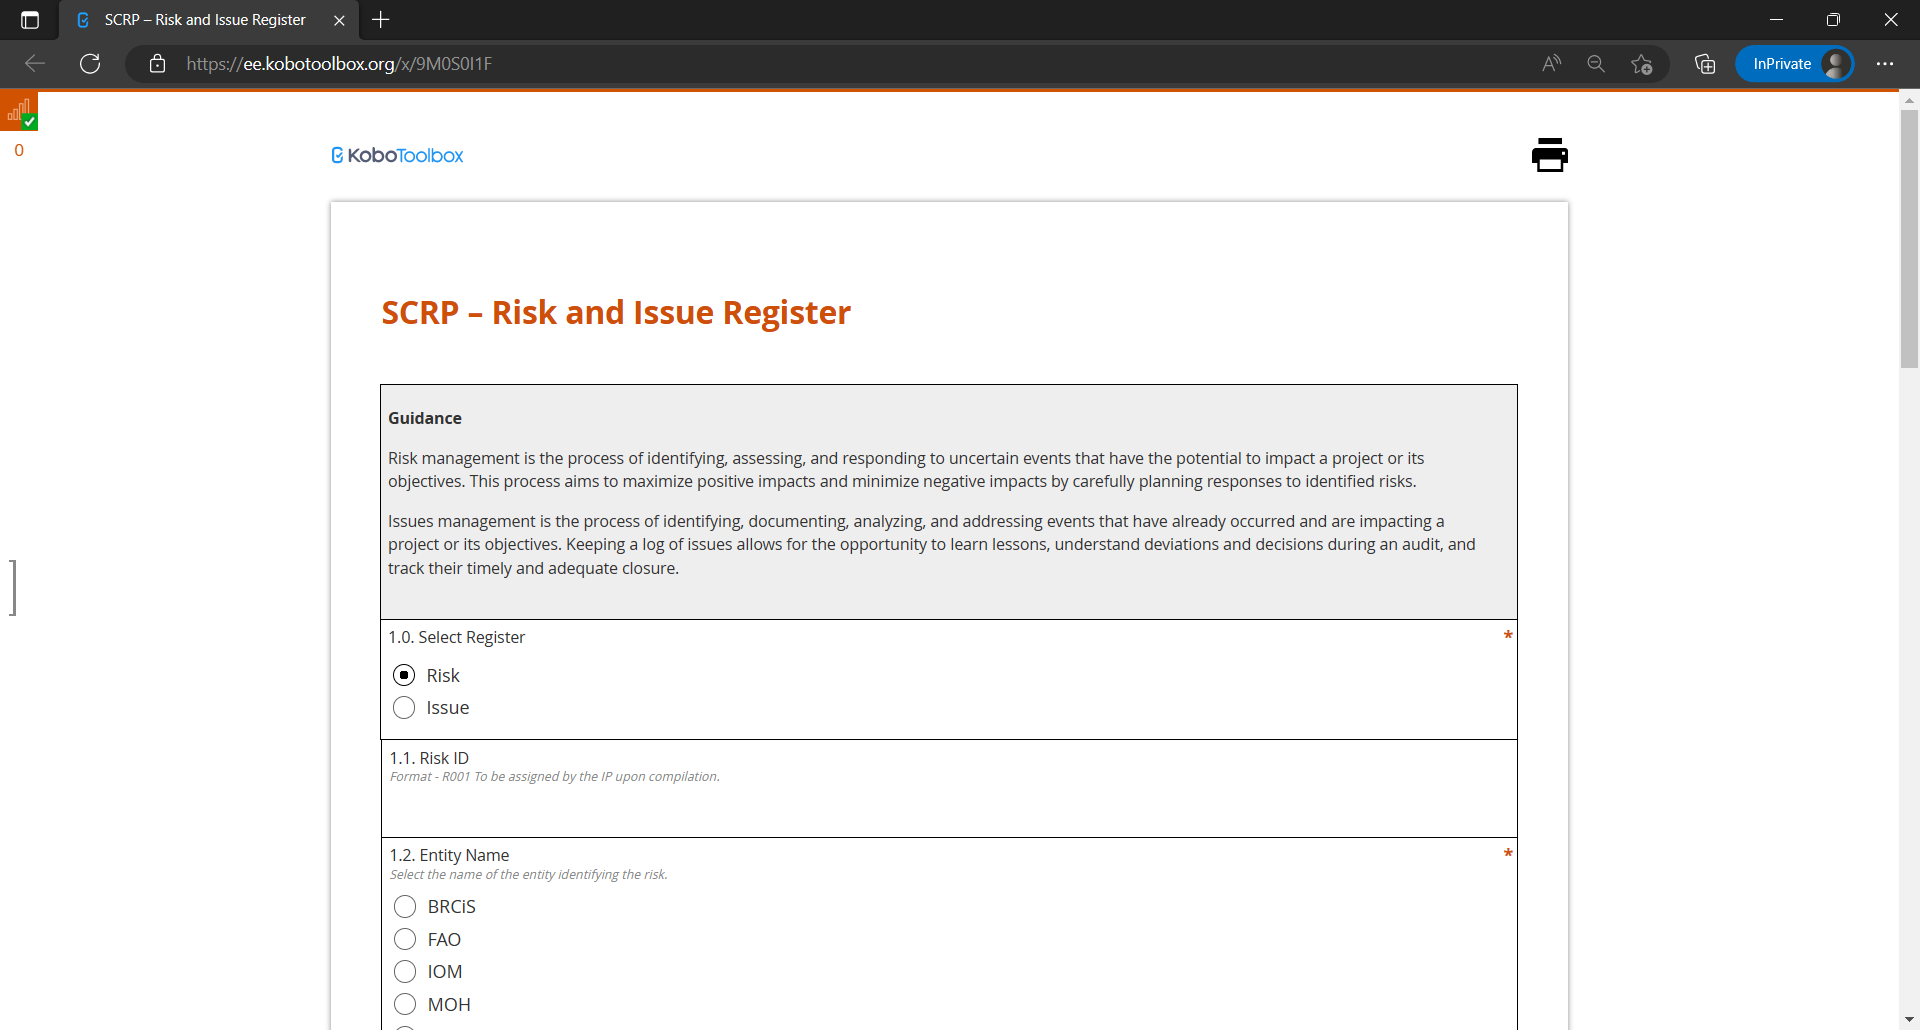 SCRP – Risk and Issue Register
https://ee.kobotoolbox.org/x/9M0S0I1F
InPrivate
0
KoboToolbox
SCRP – Risk and Issue Register
Guidance
Risk management is the process of identifying, assessing, and responding to uncertain events that have the potential to impact a project or its
objectives. This process aims to maximize positive impacts and minimize negative impacts by carefully planning responses to identified risks.
Issues management is the process of identifying, documenting, analyzing, and addressing events that have already occurred and are impacting a
project or its objectives. Keeping a log of issues allows for the opportunity to learn lessons, understand deviations and decisions during an audit, and
track their timely and adequate closure.
1.0. Select Register *
Risk
Issue
1.1. Risk ID
Format - R001 To be assigned by the IP upon compilation.
1.2. Entity Name *
Select the name of the entity identifying the risk.
BRCiS
FAO
IOM
MOH